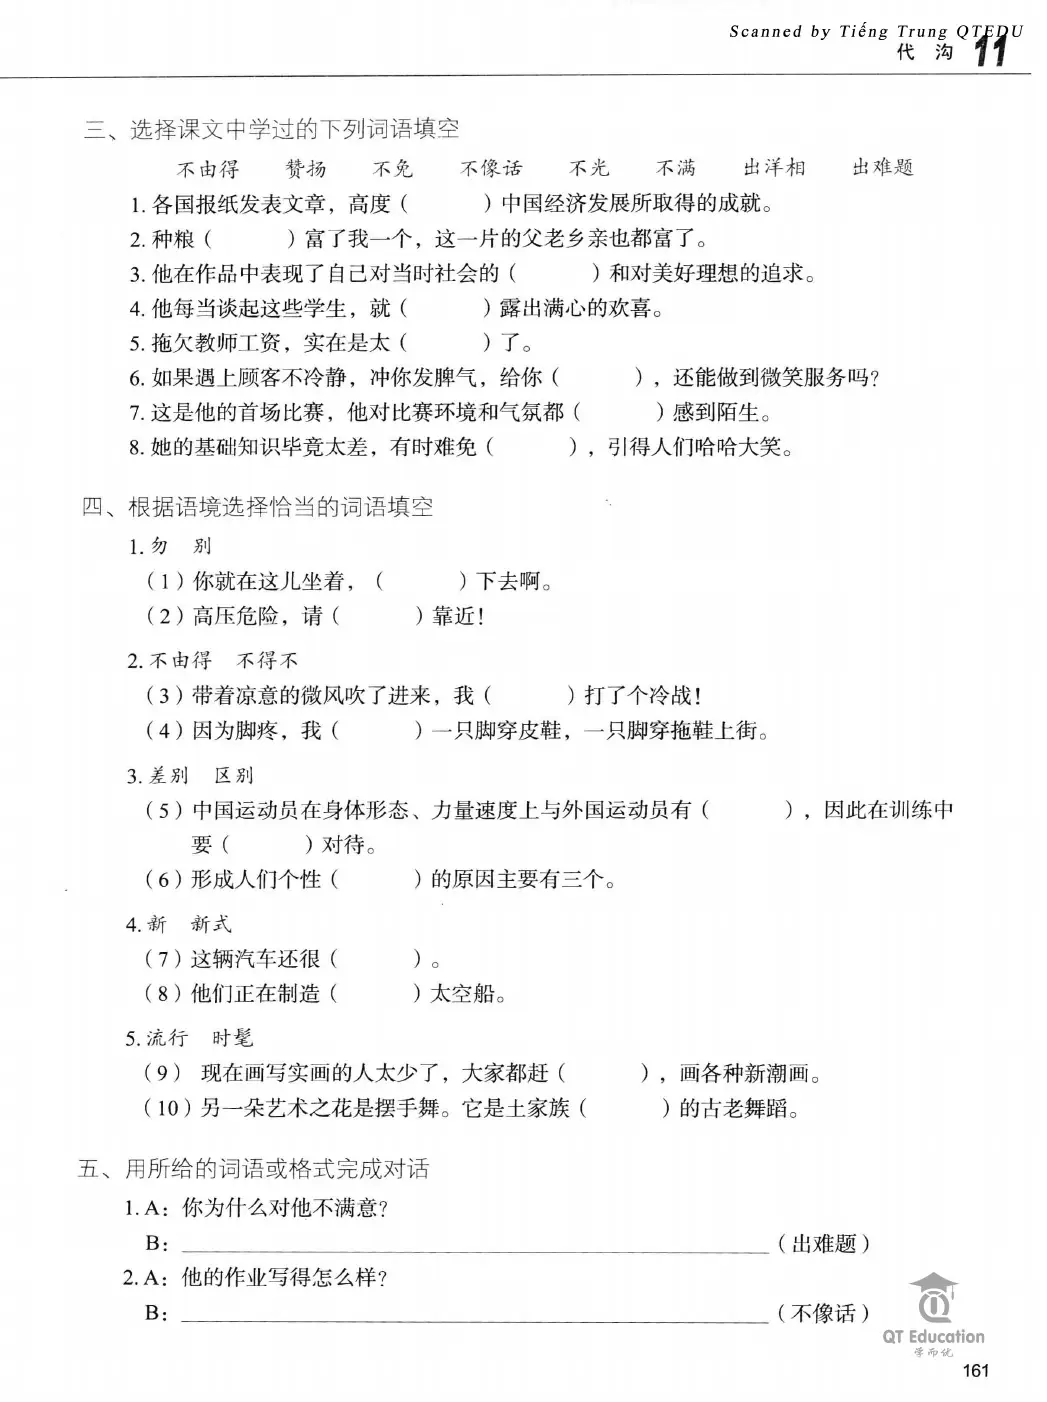 Scanned by Tiếng Trung QTEDU
代 沟 11
三、选择课文中学过的下列词语填空
不由得 赞扬 不免 不像话 不光 不满 出洋相 出难题
1. 各国报纸发表文章，高度（ ）中国经济发展所取得的成就。
2. 种粮（ ）富了我一个，这一片的父老乡亲也都富了。
3. 他在作品中表现了自己对当时社会的（ ）和对美好理想的追求。
4. 他每当谈起这些学生，就（ ）露出满心的欢喜。
5. 拖欠教师工资，实在是太（ ）了。
6. 如果遇上顾客不冷静，冲你发脾气，给你（ ），还能做到微笑服务吗？
7. 这是他的首场比赛，他对比赛环境和气氛都（ ）感到陌生。
8. 她的基础知识毕竟太差，有时难免（ ），引得人们哈哈大笑。
四、根据语境选择恰当的词语填空
1. 勿 别
（1）你就在这儿坐着，（ ）下去啊。
（2）高压危险，请（ ）靠近！
2. 不由得 不得不
（3）带着凉意的微风吹了进来，我（ ）打了个冷战！
（4）因为脚疼，我（ ）一只脚穿皮鞋，一只脚穿拖鞋上街。
3. 差别 区别
（5）中国运动员在身体形态、力量速度上与外国运动员有（ ），因此在训练中
要（ ）对待。
（6）形成人们个性（ ）的原因主要有三个。
4. 新 新式
（7）这辆汽车还很（ ）。
（8）他们正在制造（ ）太空船。
5. 流行 时髦
（9） 现在画写实画的人太少了，大家都赶（ ），画各种新潮画。
（10）另一朵艺术之花是摆手舞。它是土家族（ ）的古老舞蹈。
五、用所给的词语或格式完成对话
1. A：你为什么对他不满意？
B：____________（出难题）
2. A：他的作业写得怎么样？
B：____________（不像话）
QT Education
学而优
161